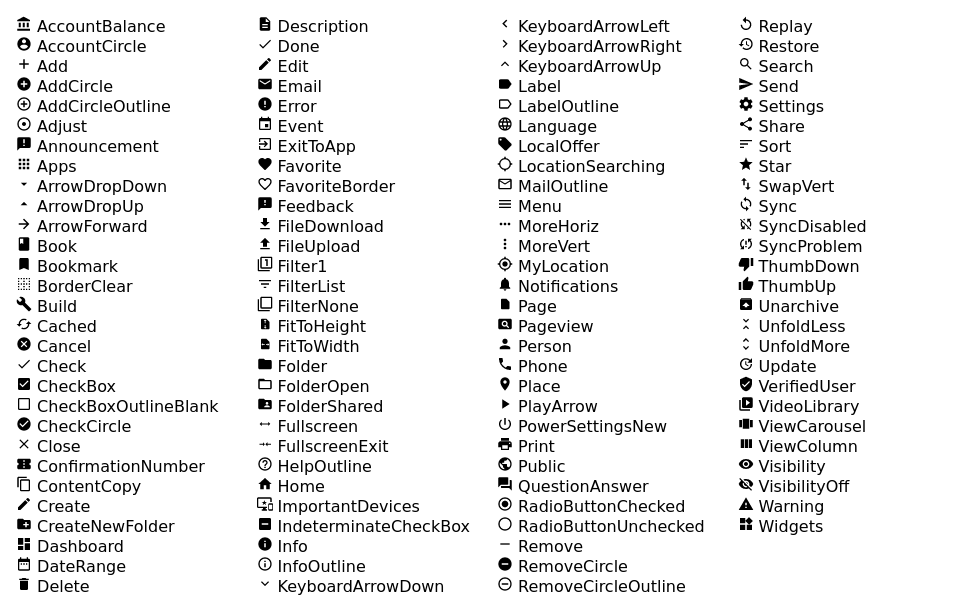 AccountBalance
AccountCircle
Add
AddCircle
AddCircleOutline
Adjust
Announcement
Apps
ArrowDropDown
ArrowDropUp
ArrowForward
Book
Bookmark
BorderClear
Build
Cached
Cancel
Check
CheckBox
CheckBoxOutlineBlank
CheckCircle
Close
ConfirmationNumber
ContentCopy
Create
CreateNewFolder
Dashboard
DateRange
Delete
Description
Done
Edit
Email
Error
Event
ExitToApp
Favorite
FavoriteBorder
Feedback
FileDownload
FileUpload
Filter1
FilterList
FilterNone
FitToHeight
FitToWidth
Folder
FolderOpen
FolderShared
Fullscreen
FullscreenExit
HelpOutline
Home
ImportantDevices
IndeterminateCheckBox
Info
InfoOutline
KeyboardArrowDown
KeyboardArrowLeft
KeyboardArrowRight
KeyboardArrowUp
Label
LabelOutline
Language
LocalOffer
LocationSearching
MailOutline
Menu
MoreHoriz
MoreVert
MyLocation
Notifications
Page
Pageview
Person
Phone
Place
PlayArrow
PowerSettingsNew
Print
Public
QuestionAnswer
RadioButtonChecked
RadioButtonUnchecked
Remove
RemoveCircle
RemoveCircleOutline
Replay
Restore
Search
Send
Settings
Share
Sort
Star
SwapVert
Sync
SyncDisabled
SyncProblem
ThumbDown
ThumbUp
Unarchive
UnfoldLess
UnfoldMore
Update
VerifiedUser
VideoLibrary
ViewCarousel
ViewColumn
Visibility
VisibilityOff
Warning
Widgets